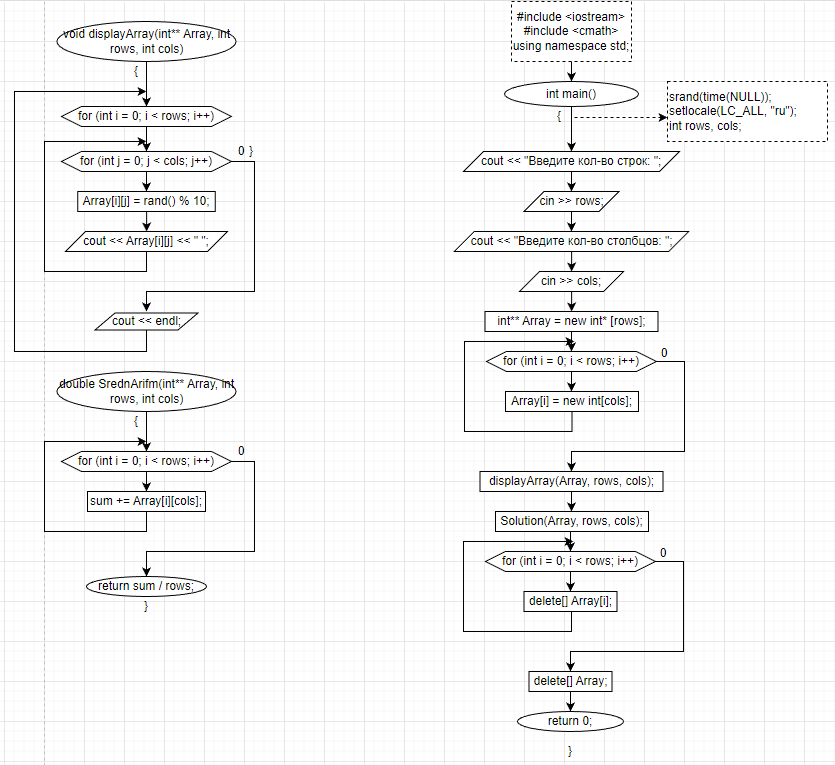 void displayArray(int** Array, int
rows, int cols)
{
for (int i = 0; i < rows; i++)
for (int j = 0; j < cols; j++)
0 }
Array[i][j] = rand() % 10;
cout << Array[i][j] << " ";
cout << endl;
double SrednArifm(int** Array, int
rows, int cols)
{
for (int i = 0; i < rows; i++)
0
sum += Array[i][cols];
return sum / rows;
}
#include <iostream>
#include <cmath>
using namespace std;
int main()
{
srand(time(NULL));
setlocale(LC_ALL, "ru");
int rows, cols;
cout << "Введите кол-во строк: ";
cin >> rows;
cout << "Введите кол-во столбцов: ";
cin >> cols;
int** Array = new int* [rows];
for (int i = 0; i < rows; i++)
0
Array[i] = new int[cols];
displayArray(Array, rows, cols);
Solution(Array, rows, cols);
for (int i = 0; i < rows; i++)
0
delete[] Array[i];
delete[] Array;
return 0;
}